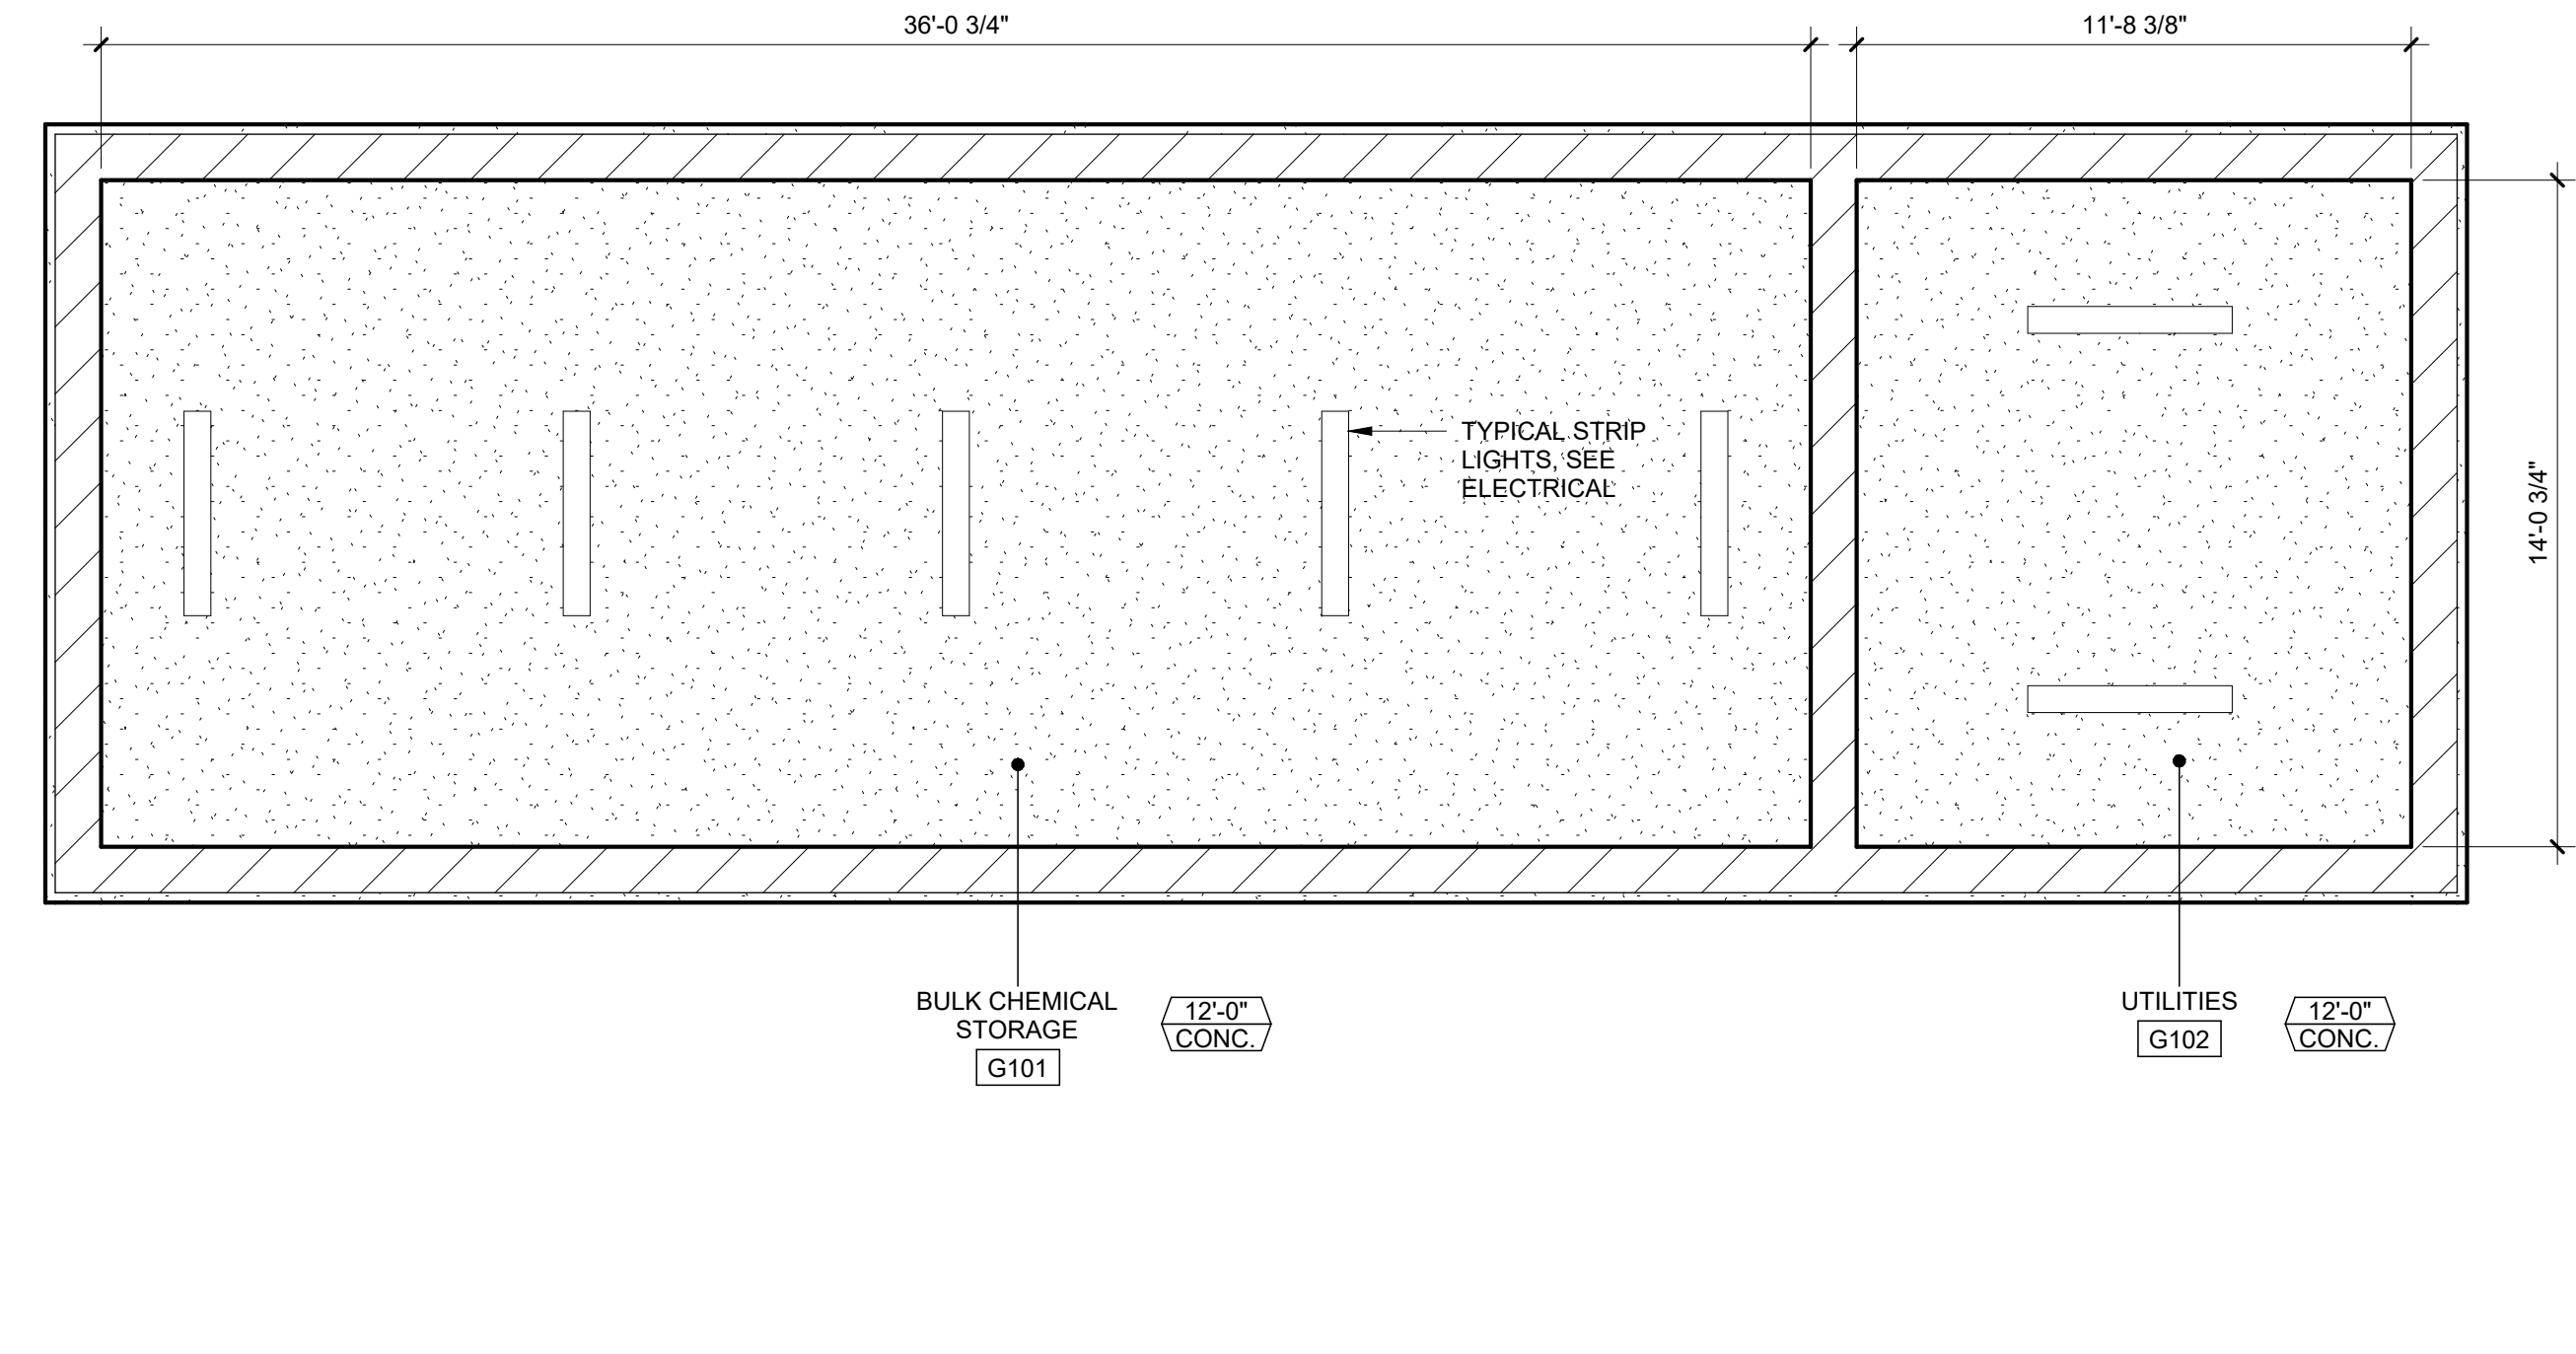 36'-0 3/4"
11'-8 3/8"
TYPICAL STRIP
LIGHTS, SEE
ELECTRICAL
14'-0 3/4"
BULK CHEMICAL
STORAGE
G101
12'-0"
CONC.
UTILITIES
G102
12'-0"
CONC.